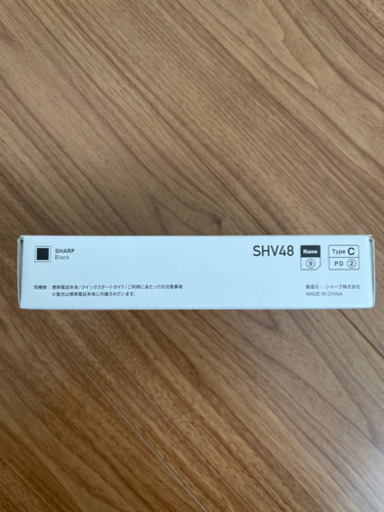 SHARP
Black
SHV48
Nano
⑨
Type C
PD ②
同梱物：携帯電話本体/クイックスタートガイド/ご利用にあたっての注意事項
※電池は携帯電話本体に内蔵されています。
製造元：シャープ株式会社
MADE IN CHINA